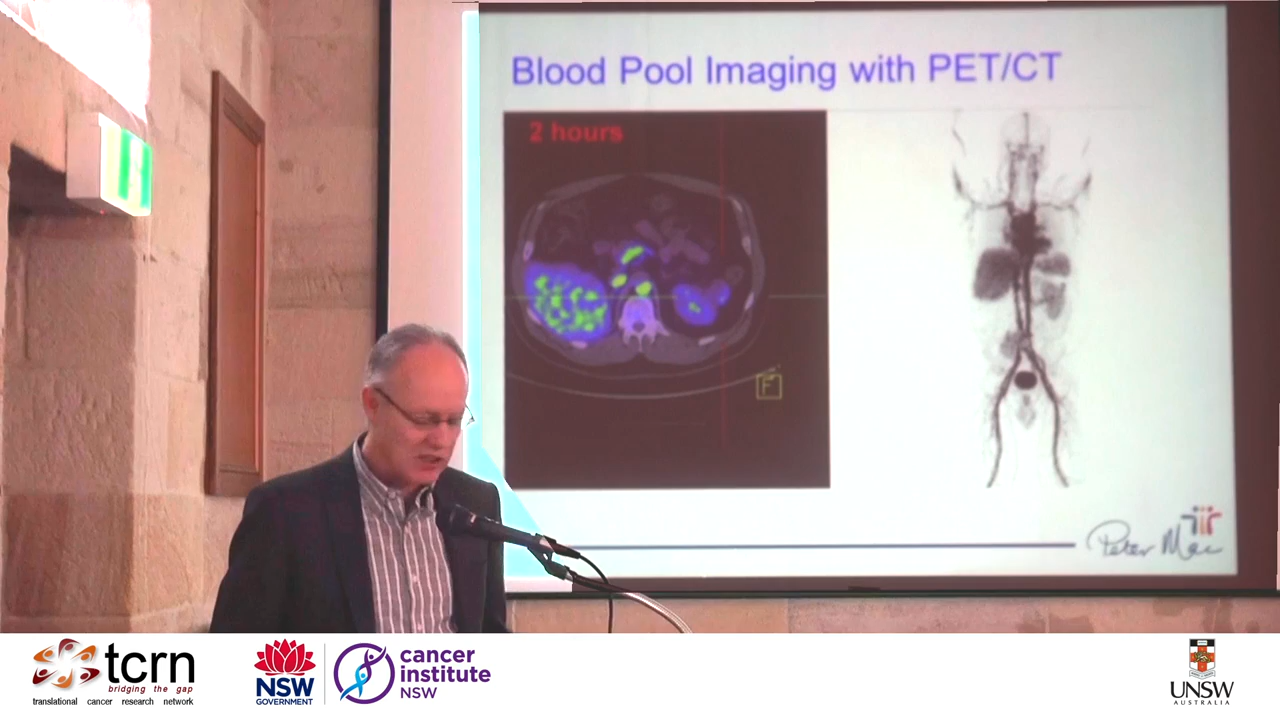 Blood Pool Imaging with PET/CT
2 hours
F
Peter Mac
tcrn
bridging the gap
translational cancer research network
NSW
GOVERNMENT
cancer
institute
NSW
UNSW
AUSTRALIA